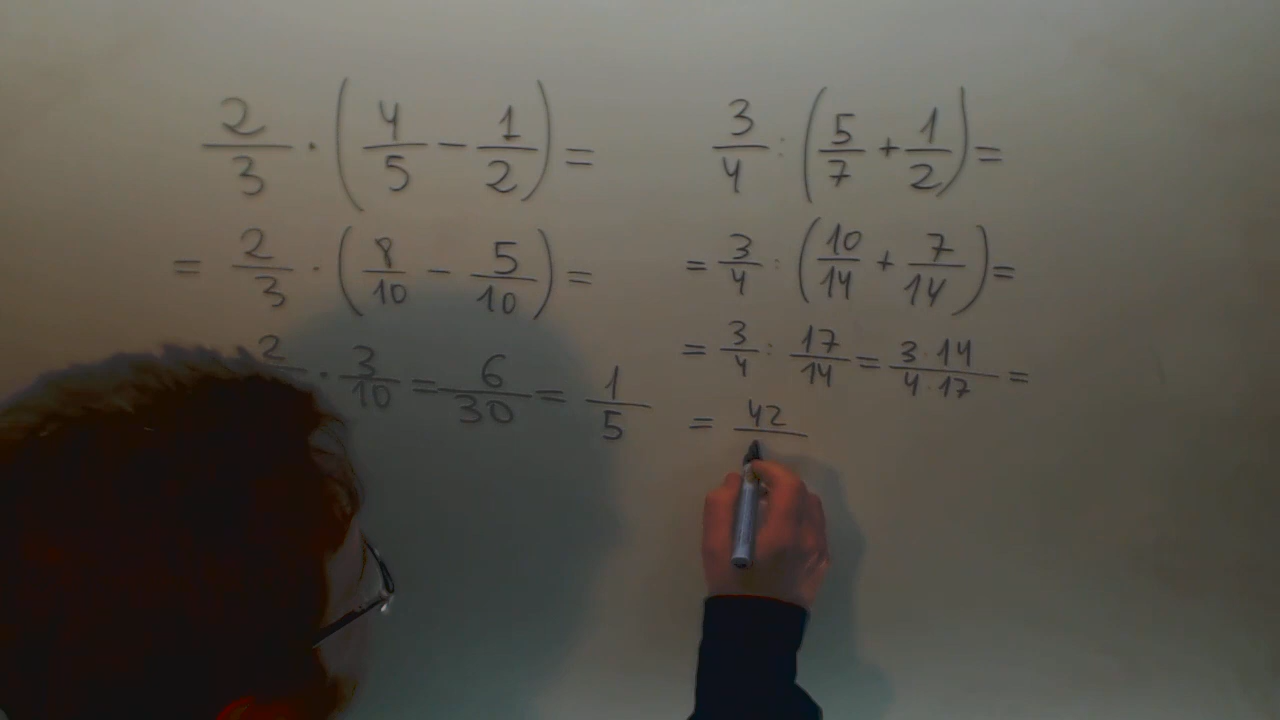 2/3 · (4/5 − 1/2) =
= 2/3 · (8/10 − 5/10) =
2 · 3/10 = 6/30 = 1/5
3/4 : (5/7 + 1/2) =
= 3/4 : (10/14 + 7/14) =
= 3/4 : 17/14 = 3·14/4·17 =
= 42/